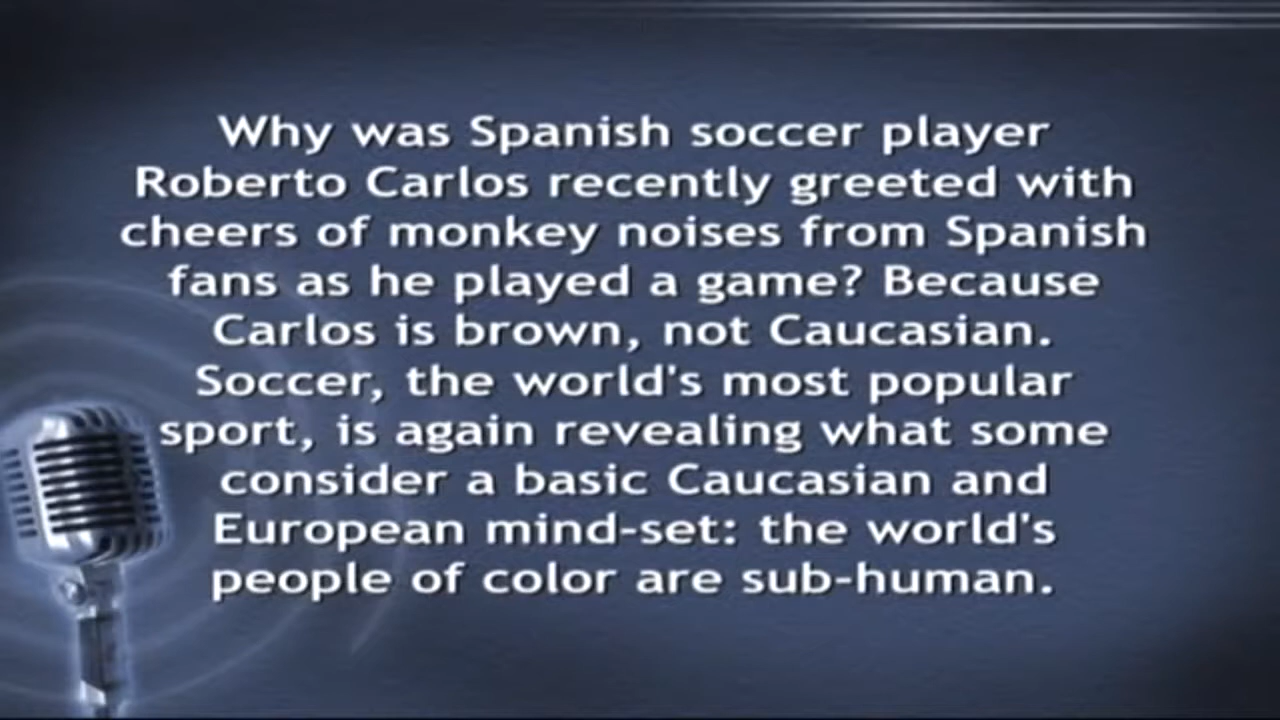 Why was Spanish soccer player
Roberto Carlos recently greeted with
cheers of monkey noises from Spanish
fans as he played a game? Because
Carlos is brown, not Caucasian.
Soccer, the world's most popular
sport, is again revealing what some
consider a basic Caucasian and
European mind-set: the world's
people of color are sub-human.